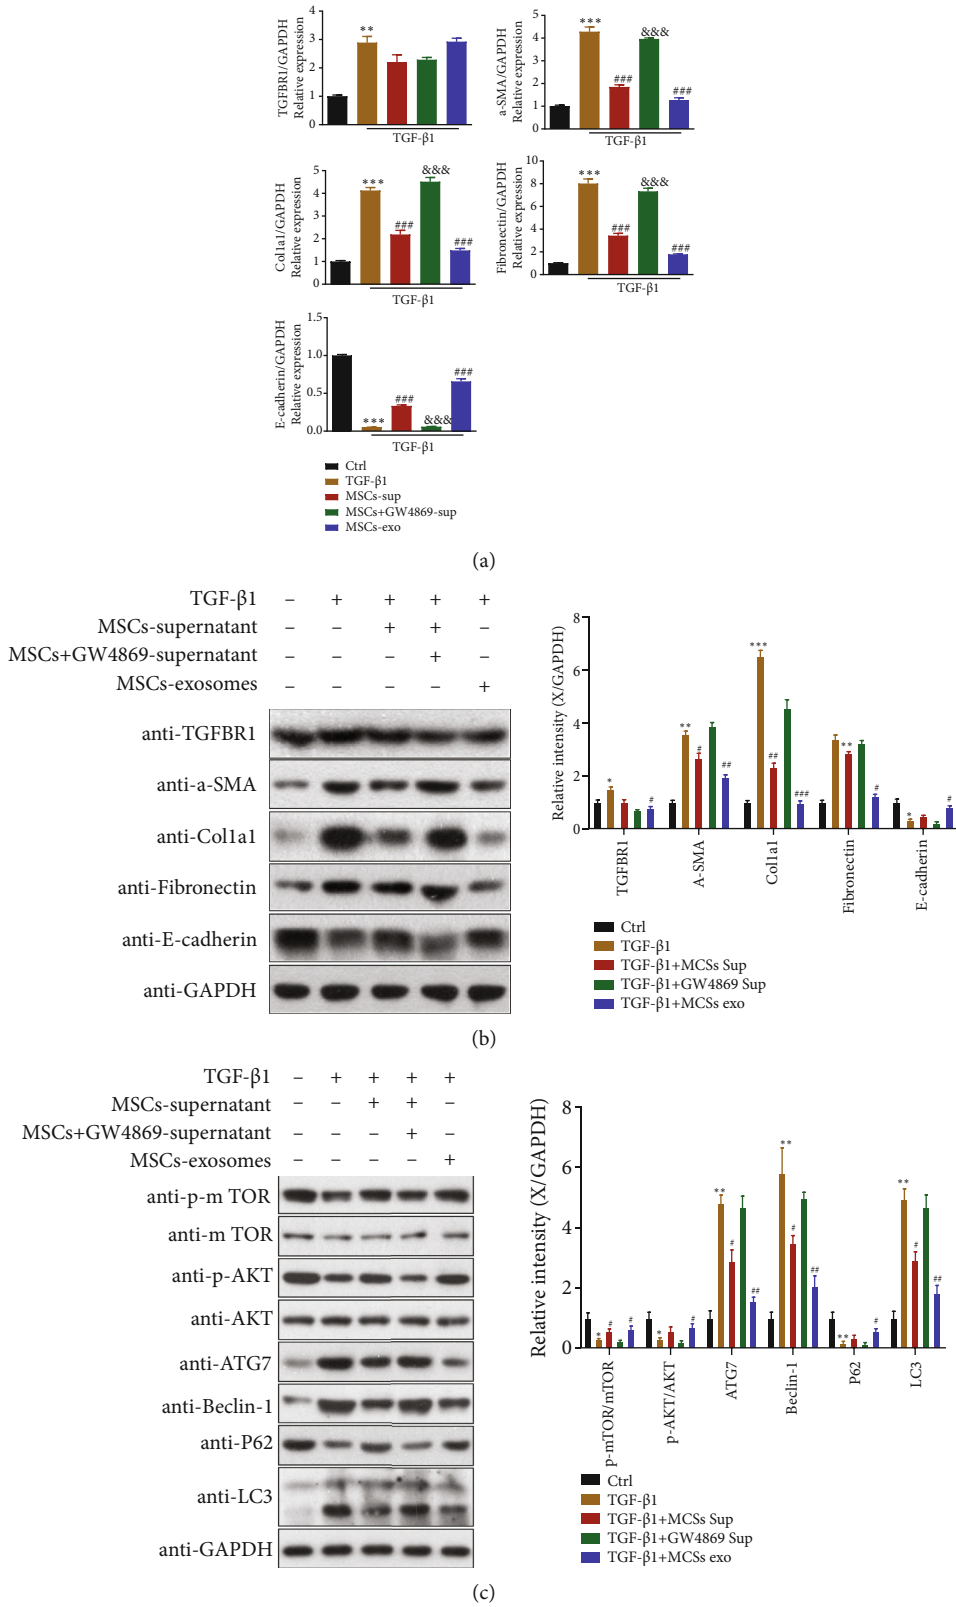 TGFBR1/GAPDH
Relative expression
4
3
2
1
0
**
TGF-β1
a-SMA/GAPDH
Relative expression
5
4
3
2
1
0
***
###
&&&
###
TGF-β1
Col1a1/GAPDH
Relative expression
5
4
3
2
1
0
***
###
&&&
###
TGF-β1
Fibronectin/GAPDH
Relative expression
10
8
6
4
2
0
***
###
&&&
###
TGF-β1
E-cadherin/GAPDH
Relative expression
1.5
1.0
0.5
0.0
***
###
&&&
###
TGF-β1
Ctrl
TGF-β1
MSCs-sup
MSCs+GW4869-sup
MSCs-exo
(a)
TGF-β1 – + + + +
MSCs-supernatant – – + + –
MSCs+GW4869-supernatant – – – + –
MSCs-exosomes – – – – +
anti-TGFBR1
anti-a-SMA
anti-Col1a1
anti-Fibronectin
anti-E-cadherin
anti-GAPDH
Relative intensity (X/GAPDH)
8
6
4
2
0
* #
** # ##
*** ## ###
** #
* #
TGFBR1
A-SMA
Col1a1
Fibronectin
E-cadherin
Ctrl
TGF-β1
TGF-β1+MCSs Sup
TGF-β1+GW4869 Sup
TGF-β1+MCSs exo
(b)
TGF-β1 – + + + +
MSCs-supernatant – – + + –
MSCs+GW4869-supernatant – – – + –
MSCs-exosomes – – – – +
anti-p-m TOR
anti-m TOR
anti-p-AKT
anti-AKT
anti-ATG7
anti-Beclin-1
anti-P62
anti-LC3
anti-GAPDH
Relative intensity (X/GAPDH)
8
6
4
2
0
* # #
* #
** # ##
** # ##
** #
** # ##
p-mTOR/mTOR
p-AKT/AKT
ATG7
Beclin-1
P62
LC3
Ctrl
TGF-β1
TGF-β1+MCSs Sup
TGF-β1+GW4869 Sup
TGF-β1+MCSs exo
(c)